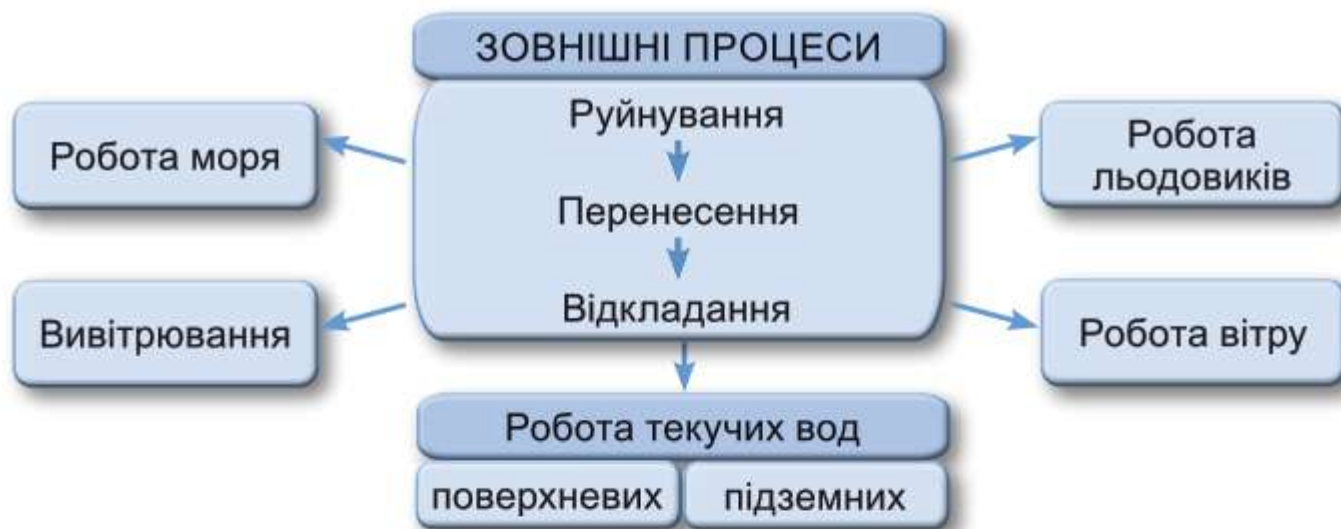 ЗОВНІШНІ ПРОЦЕСИ
Руйнування
Перенесення
Відкладання
Робота моря
Вивітрювання
Робота
льодовиків
Робота вітру
Робота текучих вод
поверхневих
підземних